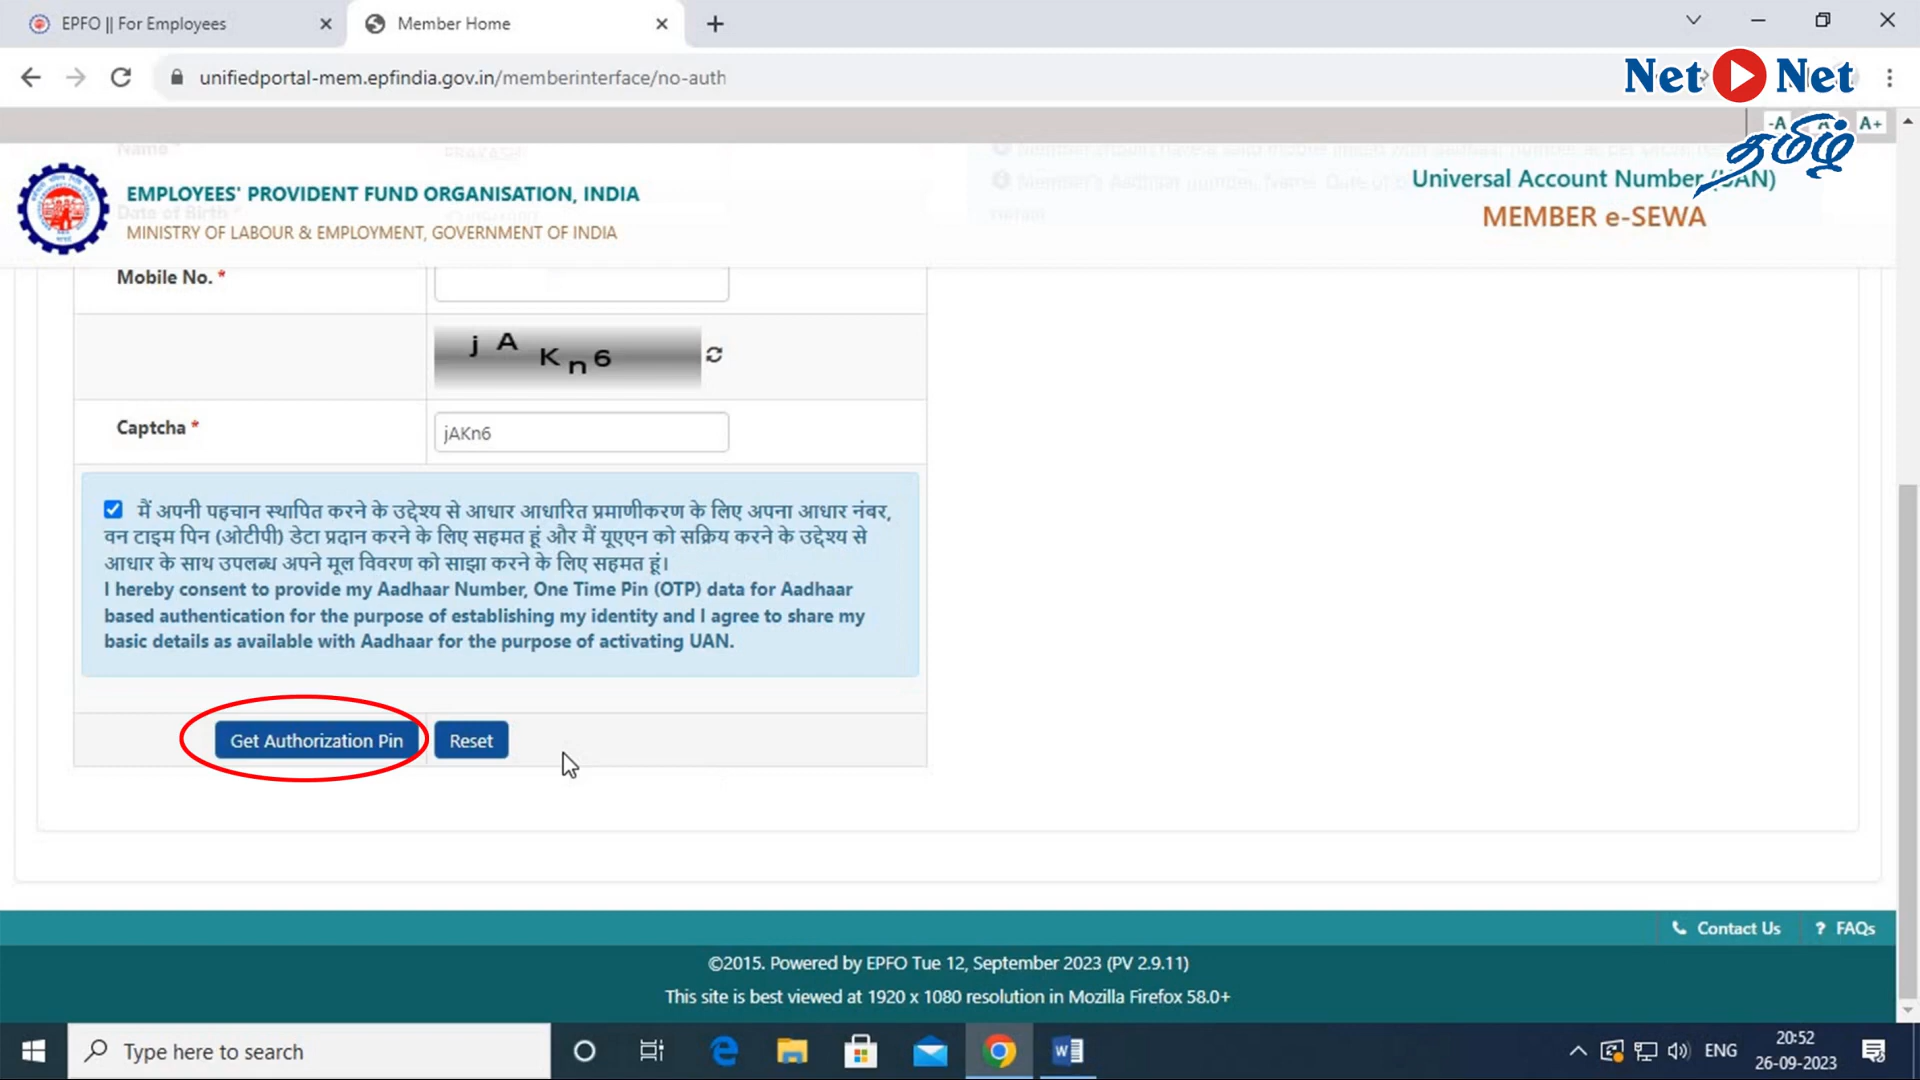 EPFO || For Employees
Member Home
unifiedportal-mem.epfindia.gov.in/memberinterface/no-auth
Net Net
தமிழ்
-A A A+
Name *
PRAKASH
EMPLOYEES' PROVIDENT FUND ORGANISATION, INDIA
Date of Birth *
MINISTRY OF LABOUR & EMPLOYMENT, GOVERNMENT OF INDIA
Universal Account Number (UAN)
MEMBER e-SEWA
Mobile No. *
j A K n 6
Captcha *
jAKn6
मैं अपनी पहचान स्थापित करने के उद्देश्य से आधार आधारित प्रमाणीकरण के लिए अपना आधार नंबर,
वन टाइम पिन (ओटीपी) डेटा प्रदान करने के लिए सहमत हूं और मैं यूएएन को सक्रिय करने के उद्देश्य से
आधार के साथ उपलब्ध अपने मूल विवरण को साझा करने के लिए सहमत हूं।
I hereby consent to provide my Aadhaar Number, One Time Pin (OTP) data for Aadhaar
based authentication for the purpose of establishing my identity and I agree to share my
basic details as available with Aadhaar for the purpose of activating UAN.
Get Authorization Pin
Reset
Contact Us
? FAQs
©2015. Powered by EPFO Tue 12, September 2023 (PV 2.9.11)
This site is best viewed at 1920 x 1080 resolution in Mozilla Firefox 58.0+
Type here to search
ENG
20:52
26-09-2023